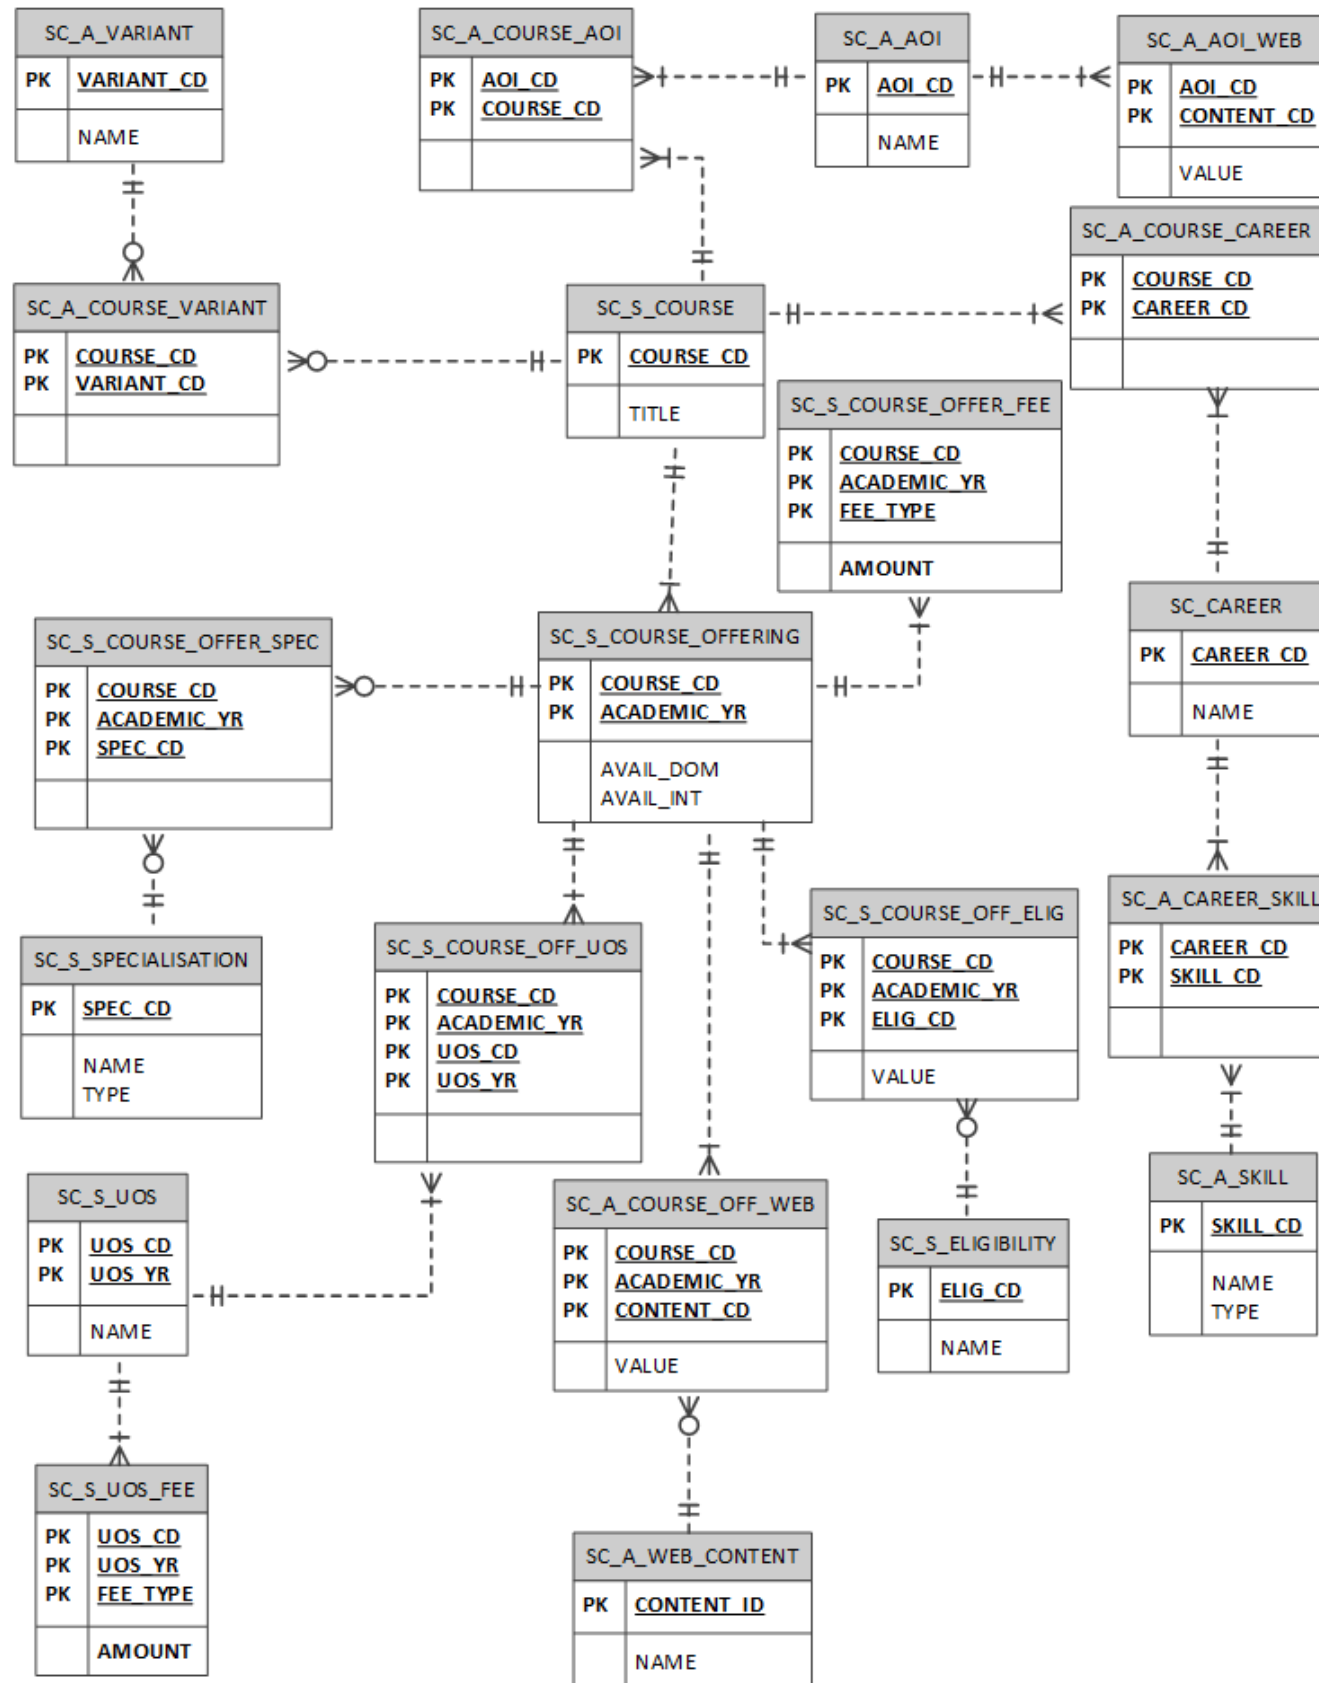 SC_A_VARIANT
PK VARIANT_CD
NAME
SC_A_COURSE_AOI
PK AOI_CD
PK COURSE_CD
SC_A_AOI
PK AOI_CD
NAME
SC_A_AOI_WEB
PK AOI_CD
PK CONTENT_CD
VALUE
SC_A_COURSE_CAREER
PK COURSE_CD
PK CAREER_CD
SC_A_COURSE_VARIANT
PK COURSE_CD
PK VARIANT_CD
SC_S_COURSE
PK COURSE_CD
TITLE
SC_S_COURSE_OFFER_FEE
PK COURSE_CD
PK ACADEMIC_YR
PK FEE_TYPE
AMOUNT
SC_CAREER
PK CAREER_CD
NAME
SC_S_COURSE_OFFER_SPEC
PK COURSE_CD
PK ACADEMIC_YR
PK SPEC_CD
SC_S_COURSE_OFFERING
PK COURSE_CD
PK ACADEMIC_YR
AVAIL_DOM
AVAIL_INT
SC_A_CAREER_SKILL
PK CAREER_CD
PK SKILL_CD
SC_S_SPECIALISATION
PK SPEC_CD
NAME
TYPE
SC_S_COURSE_OFF_UOS
PK COURSE_CD
PK ACADEMIC_YR
PK UOS_CD
PK UOS_YR
SC_S_COURSE_OFF_ELIG
PK COURSE_CD
PK ACADEMIC_YR
PK ELIG_CD
VALUE
SC_A_SKILL
PK SKILL_CD
NAME
TYPE
SC_S_UOS
PK UOS_CD
PK UOS_YR
NAME
SC_A_COURSE_OFF_WEB
PK COURSE_CD
PK ACADEMIC_YR
PK CONTENT_CD
VALUE
SC_S_ELIGIBILITY
PK ELIG_CD
NAME
SC_S_UOS_FEE
PK UOS_CD
PK UOS_YR
PK FEE_TYPE
AMOUNT
SC_A_WEB_CONTENT
PK CONTENT_ID
NAME